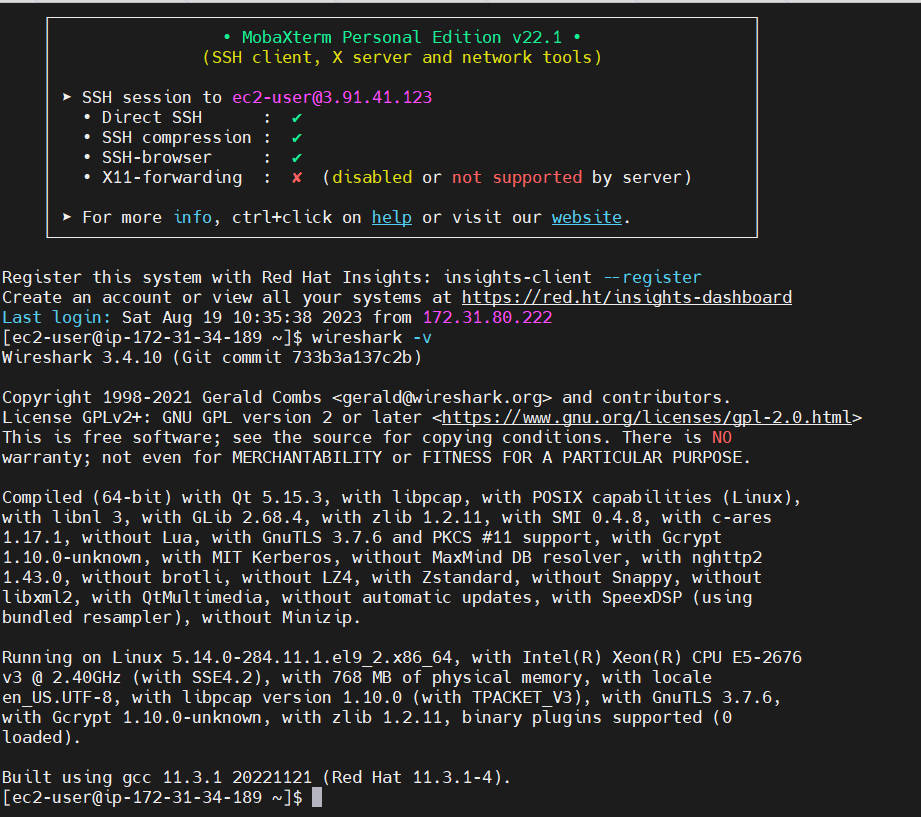 • MobaXterm Personal Edition v22.1 •
(SSH client, X server and network tools)
➤ SSH session to ec2-user@3.91.41.123
• Direct SSH : ✔
• SSH compression : ✔
• SSH-browser : ✔
• X11-forwarding : ✘ (disabled or not supported by server)
➤ For more info, ctrl+click on help or visit our website.
Register this system with Red Hat Insights: insights-client --register
Create an account or view all your systems at https://red.ht/insights-dashboard
Last login: Sat Aug 19 10:35:38 2023 from 172.31.80.222
[ec2-user@ip-172-31-34-189 ~]$ wireshark -v
Wireshark 3.4.10 (Git commit 733b3a137c2b)
Copyright 1998-2021 Gerald Combs <gerald@wireshark.org> and contributors.
License GPLv2+: GNU GPL version 2 or later <https://www.gnu.org/licenses/gpl-2.0.html>
This is free software; see the source for copying conditions. There is NO
warranty; not even for MERCHANTABILITY or FITNESS FOR A PARTICULAR PURPOSE.
Compiled (64-bit) with Qt 5.15.3, with libpcap, with POSIX capabilities (Linux),
with libnl 3, with GLib 2.68.4, with zlib 1.2.11, with SMI 0.4.8, with c-ares
1.17.1, without Lua, with GnuTLS 3.7.6 and PKCS #11 support, with Gcrypt
1.10.0-unknown, with MIT Kerberos, without MaxMind DB resolver, with nghttp2
1.43.0, without brotli, without LZ4, with Zstandard, without Snappy, without
libxml2, with QtMultimedia, without automatic updates, with SpeexDSP (using
bundled resampler), without Minizip.
Running on Linux 5.14.0-284.11.1.el9_2.x86_64, with Intel(R) Xeon(R) CPU E5-2676
v3 @ 2.40GHz (with SSE4.2), with 768 MB of physical memory, with locale
en_US.UTF-8, with libpcap version 1.10.0 (with TPACKET_V3), with GnuTLS 3.7.6,
with Gcrypt 1.10.0-unknown, with zlib 1.2.11, binary plugins supported (0
loaded).
Built using gcc 11.3.1 20221121 (Red Hat 11.3.1-4).
[ec2-user@ip-172-31-34-189 ~]$